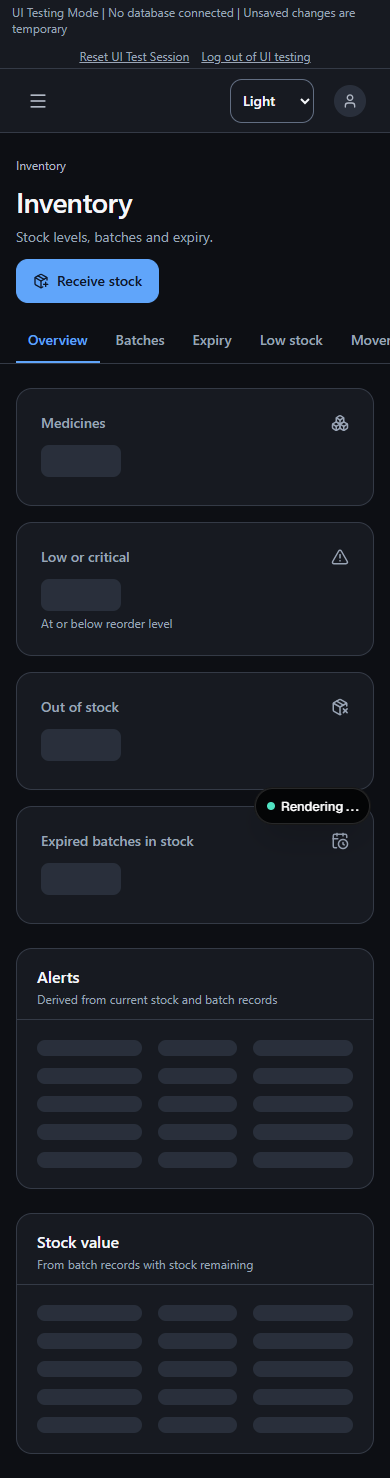 UI Testing Mode | No database connected | Unsaved changes are
temporary
Reset UI Test Session Log out of UI testing
Light
Inventory
Inventory
Stock levels, batches and expiry.
Receive stock
Overview Batches Expiry Low stock Mover
Medicines
Low or critical
At or below reorder level
Out of stock
Rendering ...
Expired batches in stock
Alerts
Derived from current stock and batch records
Stock value
From batch records with stock remaining